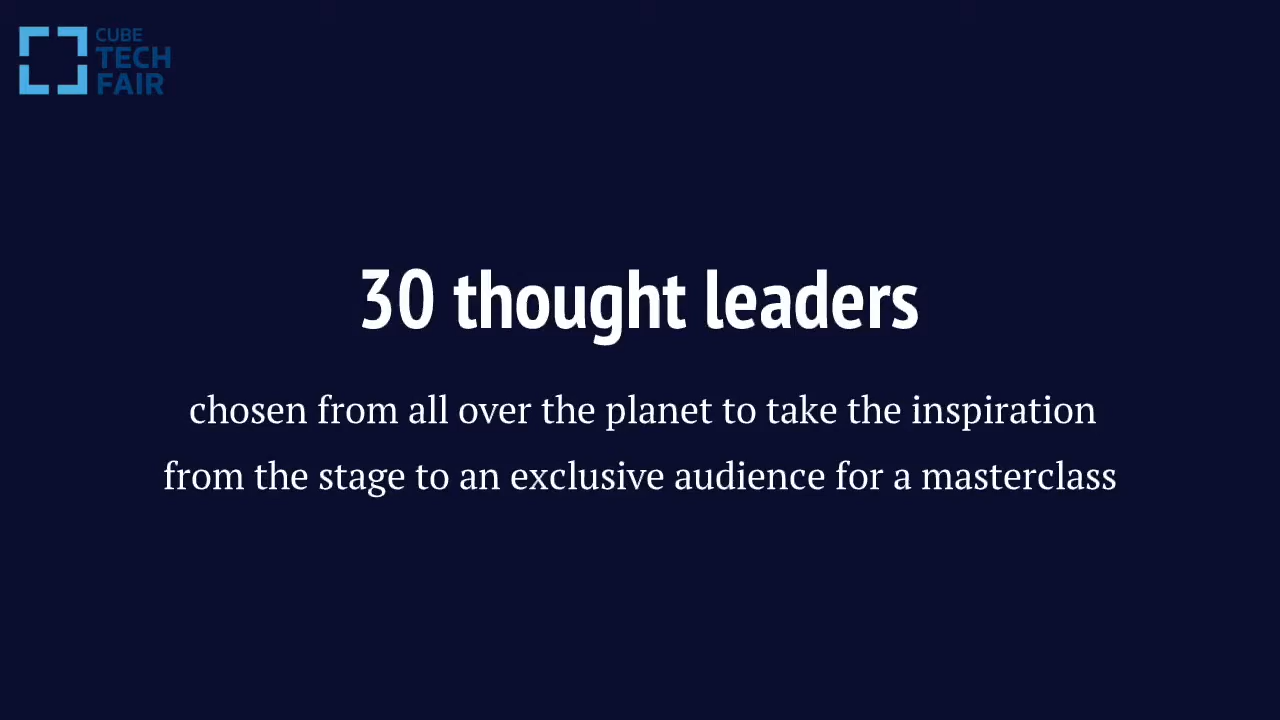 CUBE
TECH
FAIR
30 thought leaders
chosen from all over the planet to take the inspiration
from the stage to an exclusive audience for a masterclass